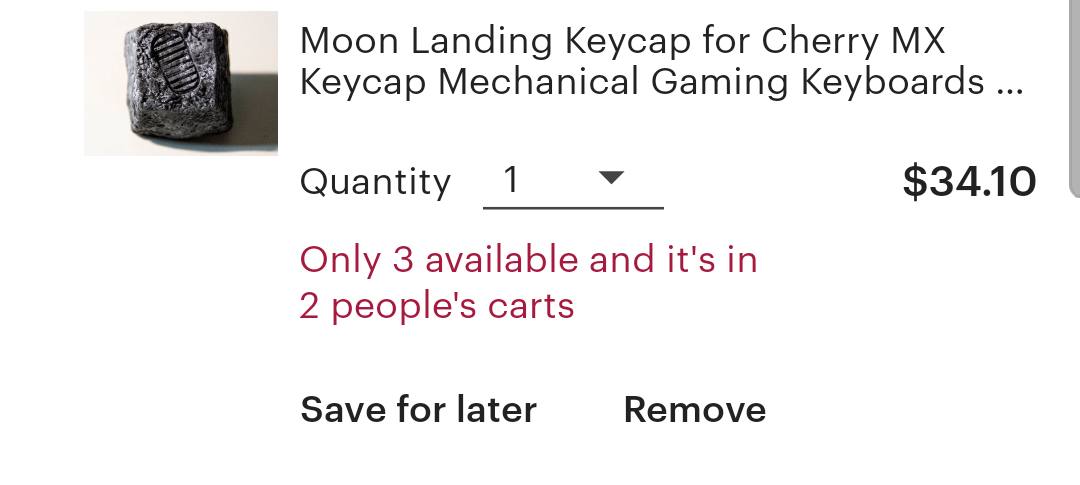 Moon Landing Keycap for Cherry MX
Keycap Mechanical Gaming Keyboards ...
Quantity 1 $34.10
Only 3 available and it's in
2 people's carts
Save for later Remove